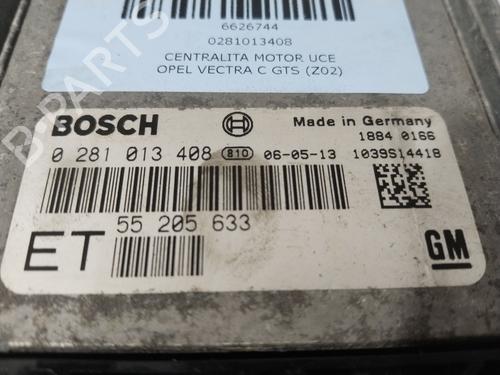 6626744
0281013408
CENTRALITA MOTOR UCE
OPEL VECTRA C GTS (Z02)
B-PARTS
BOSCH
Made in Germany
1884 0166
0 281 013 408 810 06-05-13 1039S14418
55 205 633
ET
GM